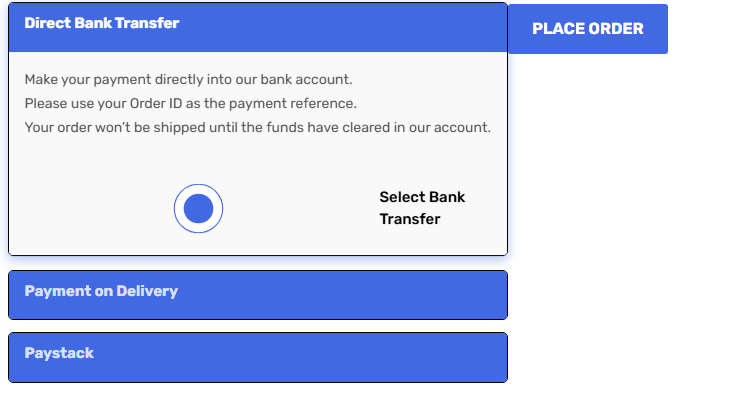 Direct Bank Transfer
PLACE ORDER
Make your payment directly into our bank account.
Please use your Order ID as the payment reference.
Your order won’t be shipped until the funds have cleared in our account.
Select Bank
Transfer
Payment on Delivery
Paystack